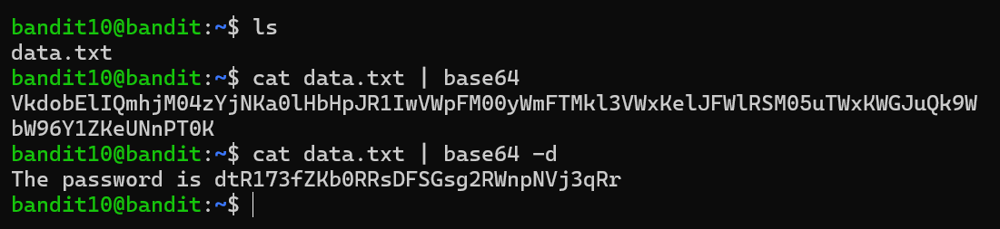 bandit10@bandit:~$ ls
data.txt
bandit10@bandit:~$ cat data.txt | base64
VkdobElIQmhjM04zYjNKa0lHbHpJR1IwVWpFM00yWmFTMkl3VWxKelJFWlRSM05uTWxKWGJuQk9W
bW96Y1ZKeUNnPT0K
bandit10@bandit:~$ cat data.txt | base64 -d
The password is dtR173fZKb0RRsDFSGsg2RWnpNVj3qRr
bandit10@bandit:~$